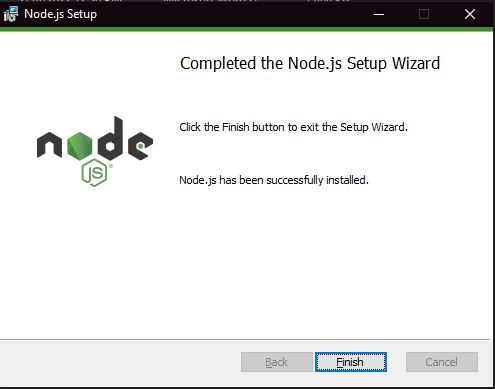 Node.js Setup
Completed the Node.js Setup Wizard
Click the Finish button to exit the Setup Wizard.
node
JS®
Node.js has been successfully installed.
Back
Finish
Cancel